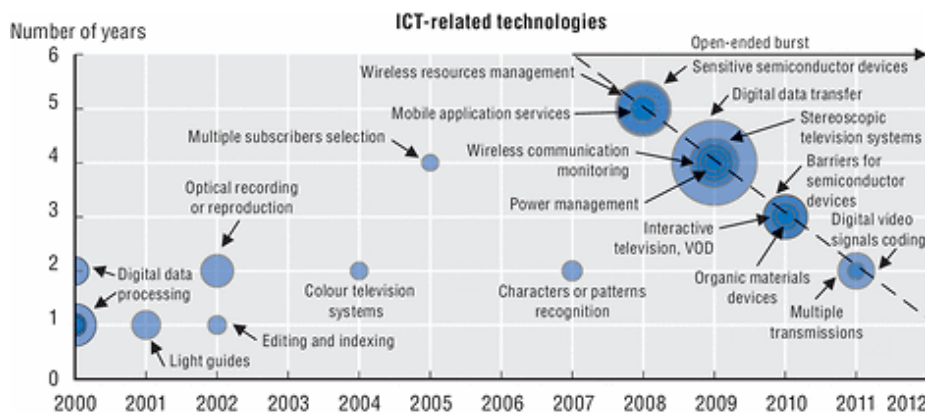 ICT-related technologies
Number of years
Open-ended burst
6
Wireless resources management
Sensitive semiconductor devices
5
Digital data transfer
Mobile application services
Stereoscopic
television systems
Multiple subscribers selection
4
Wireless communication
monitoring
Barriers for
semiconductor
devices
Optical recording
or reproduction
3
Power management
Interactive
television, VOD
Digital video
signals coding
2
Digital data
processing
Colour television
systems
Characters or patterns
recognition
Organic materials
devices
Multiple
transmissions
1
Editing and indexing
Light guides
0
2000 2001 2002 2003 2004 2005 2006 2007 2008 2009 2010 2011 2012